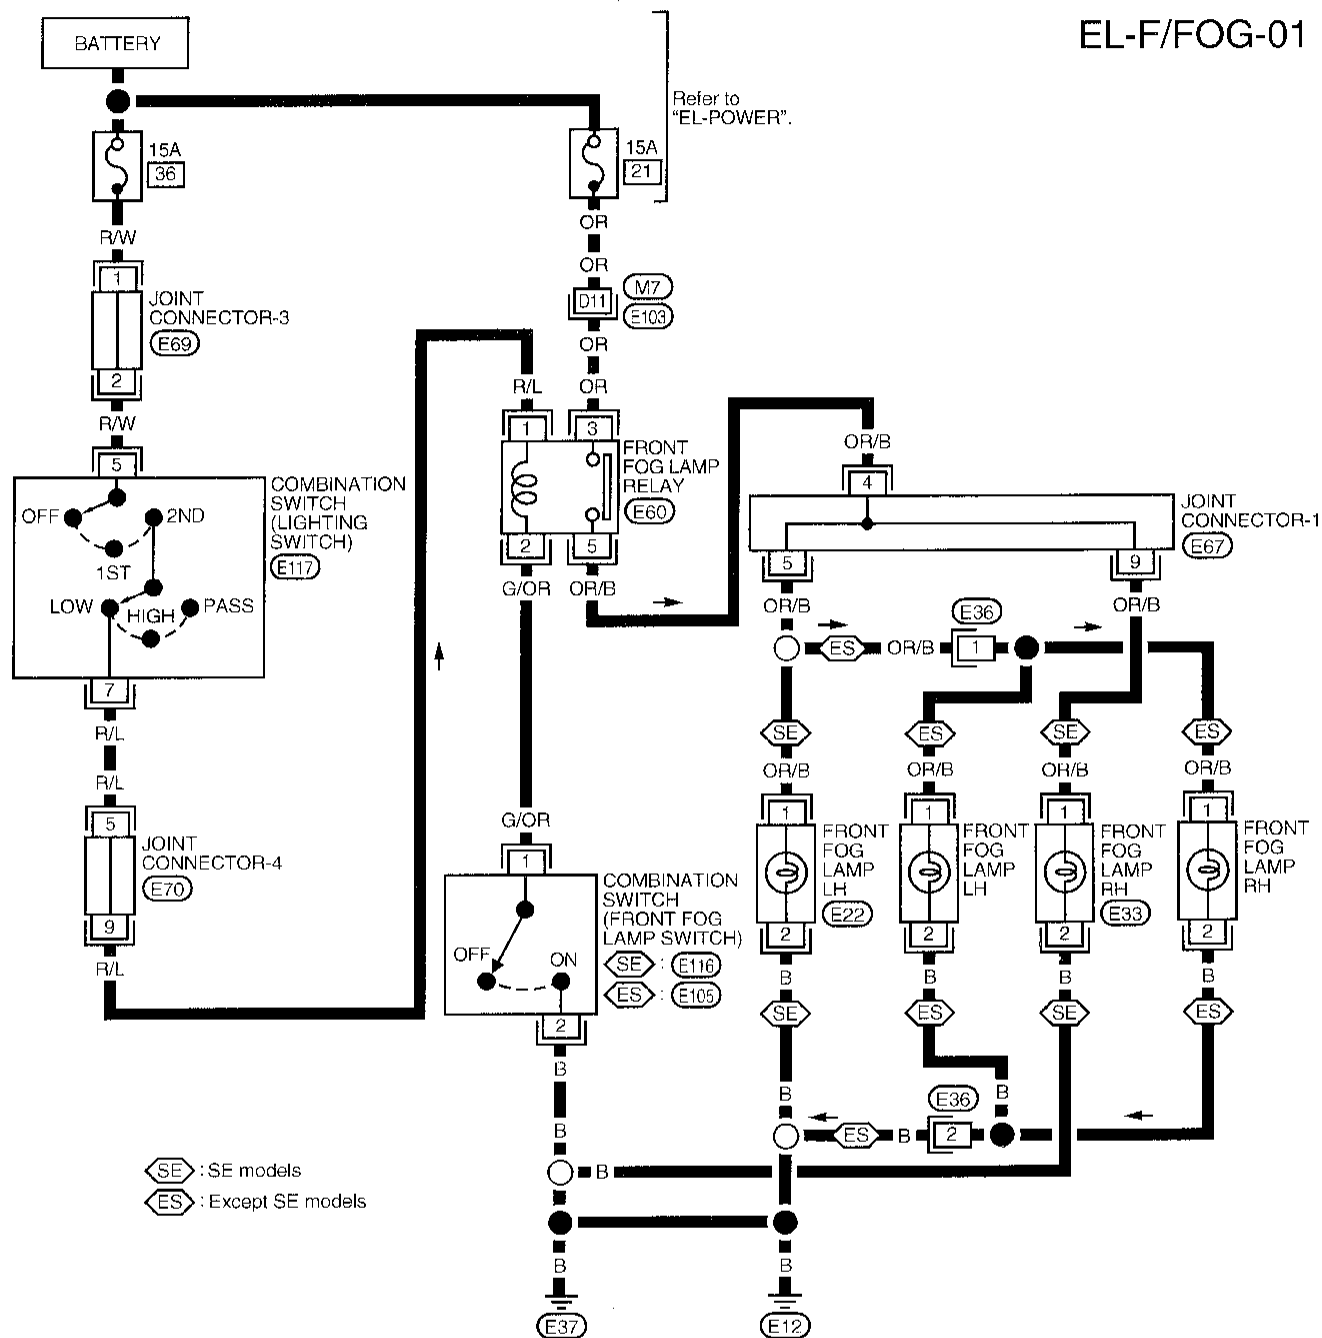 EL-F/FOG-01
BATTERY
Refer to
"EL-POWER".
15A
36
15A
21
R/W
OR
OR
D11
M7
E103
1
JOINT
CONNECTOR-3
E69
2
OR
OR
R/L
R/W
1
3
FRONT
FOG LAMP
RELAY
E60
2
5
OR/B
4
JOINT
CONNECTOR-1
E67
5
9
5
COMBINATION
SWITCH
(LIGHTING
SWITCH)
E117
OFF
2ND
1ST
LOW
HIGH
PASS
7
G/OR
OR/B
OR/B
OR/B
E36
ES
OR/B
1
R/L
R/L
SE
ES
SE
ES
OR/B
OR/B
OR/B
OR/B
5
JOINT
CONNECTOR-4
E70
9
R/L
G/OR
1
COMBINATION
SWITCH
(FRONT FOG
LAMP SWITCH)
SE : E116
ES : E105
OFF
ON
2
1
1
1
1
FRONT
FOG
LAMP
LH
E22
FRONT
FOG
LAMP
LH
FRONT
FOG
LAMP
RH
E33
FRONT
FOG
LAMP
RH
2
2
2
2
B
B
B
B
SE
ES
SE
ES
B
B
B
B
E36
ES
B
2
B
SE : SE models
ES : Except SE models
B
B
E37
E12